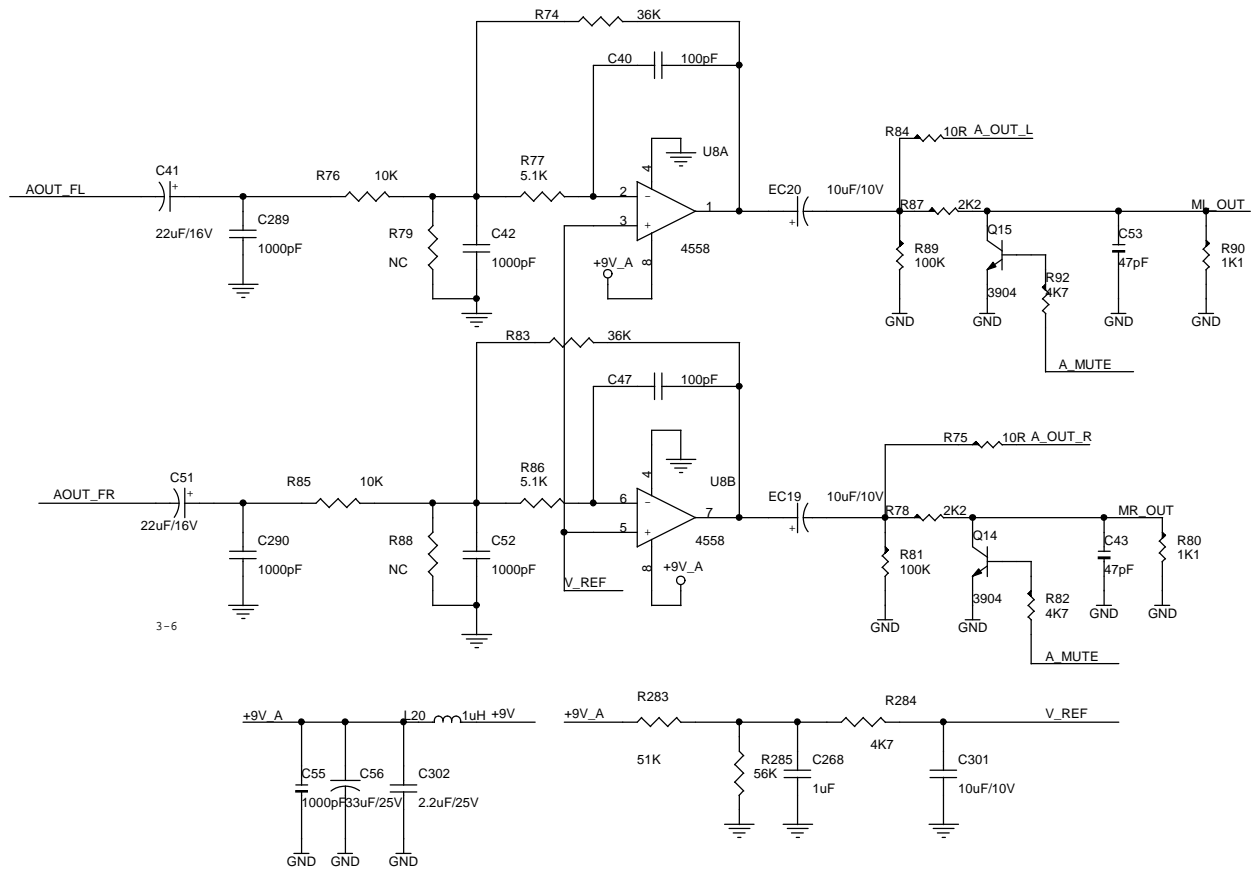 R74 36K
C40 100pF
R84 10R A_OUT_L
U8A
4
C41
R76 10K
R77
5.1K
AOUT_FL
+
2 −
3 +
1
EC20 10uF/10V
+
R87 2K2
ML_OUT
22uF/16V
C289
1000pF
R79
NC
C42
1000pF
4558
8
+9V_A
R89
100K
Q15
3904
R92
4K7
C53
47pF
R90
1K1
GND GND GND GND
A_MUTE
R83 36K
C47 100pF
R75 10R A_OUT_R
U8B
4
C51
R85 10K
R86
5.1K
AOUT_FR
+
6 −
5 +
7
EC19 10uF/10V
+
R78 2K2
MR_OUT
22uF/16V
C290
1000pF
R88
NC
C52
1000pF
4558
8
+9V_A
V_REF
R81
100K
Q14
3904
R82
4K7
C43
47pF
R80
1K1
GND GND GND GND
A_MUTE
3-6
+9V_A L20 1uH +9V
C55
1000pF
C56
33uF/25V
C302
2.2uF/25V
GND GND GND
+9V_A
R283
51K
R285
56K
C268
1uF
R284
4K7
V_REF
C301
10uF/10V